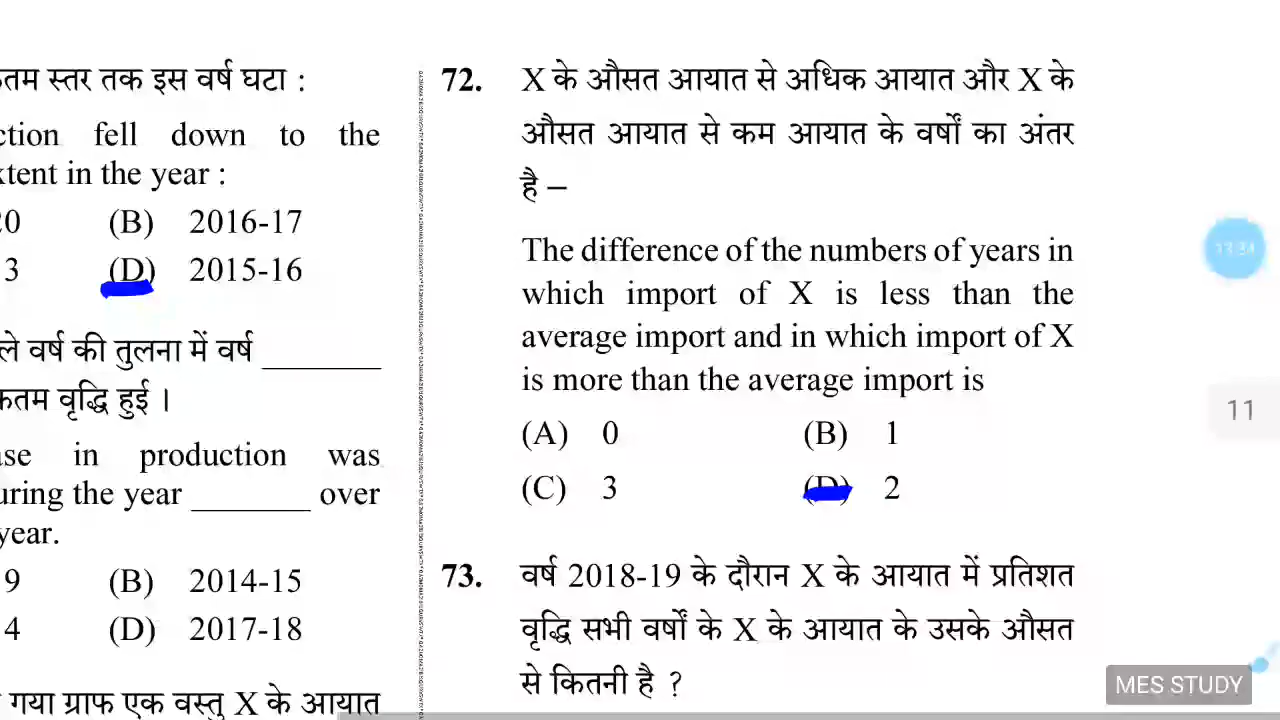 तम स्तर तक इस वर्ष घटा :
ction fell down to the
xtent in the year :
20 (B) 2016-17
3 (D) 2015-16
ले वर्ष की तुलना में वर्ष ________
कतम वृद्धि हुई ।
ase in production was
uring the year ________ over
year.
9 (B) 2014-15
4 (D) 2017-18
गया ग्राफ एक वस्तु X के आयात
72. X के औसत आयात से अधिक आयात और X के
औसत आयात से कम आयात के वर्षों का अंतर
है –
The difference of the numbers of years in
which import of X is less than the
average import and in which import of X
is more than the average import is
(A) 0 (B) 1
(C) 3 (D) 2
73. वर्ष 2018-19 के दौरान X के आयात में प्रतिशत
वृद्धि सभी वर्षों के X के आयात के उसके औसत
से कितनी है ?
13:34
11
MES STUDY